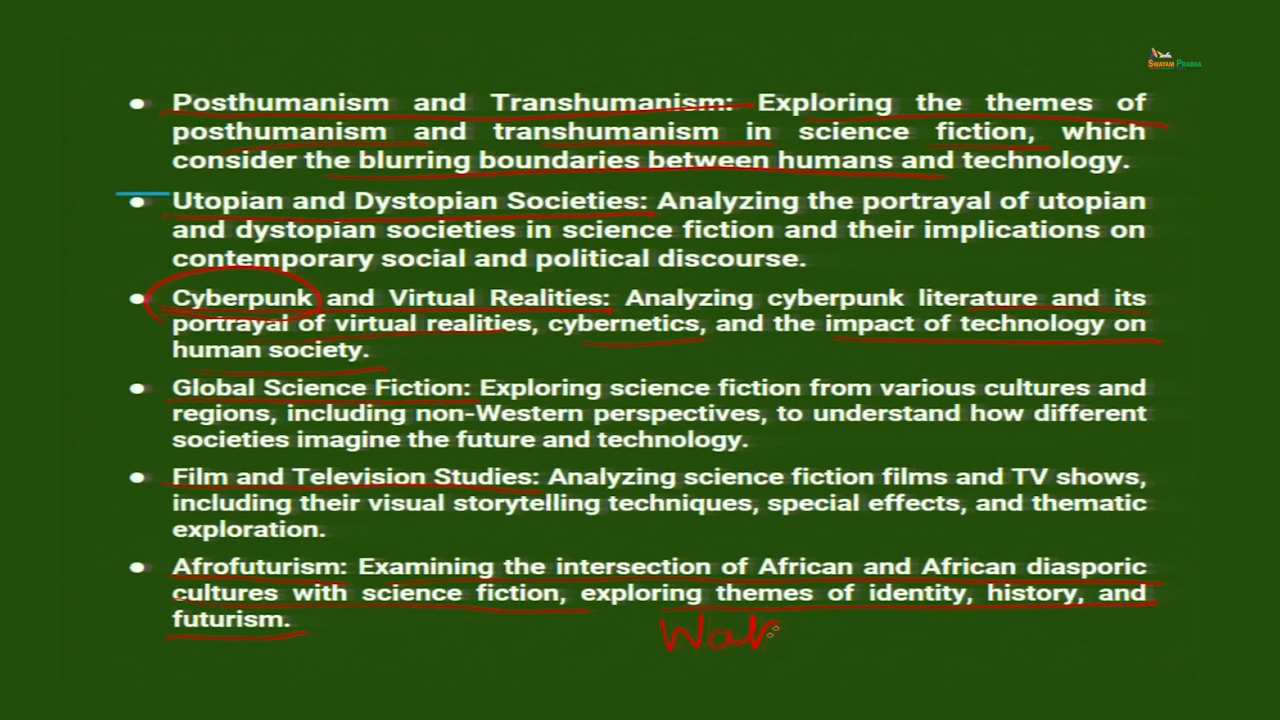 SWAYAM PRABHA
• Posthumanism and Transhumanism: Exploring the themes of
posthumanism and transhumanism in science fiction, which
consider the blurring boundaries between humans and technology.
• Utopian and Dystopian Societies: Analyzing the portrayal of utopian
and dystopian societies in science fiction and their implications on
contemporary social and political discourse.
• Cyberpunk and Virtual Realities: Analyzing cyberpunk literature and its
portrayal of virtual realities, cybernetics, and the impact of technology on
human society.
• Global Science Fiction: Exploring science fiction from various cultures and
regions, including non-Western perspectives, to understand how different
societies imagine the future and technology.
• Film and Television Studies: Analyzing science fiction films and TV shows,
including their visual storytelling techniques, special effects, and thematic
exploration.
• Afrofuturism: Examining the intersection of African and African diasporic
cultures with science fiction, exploring themes of identity, history, and
futurism.